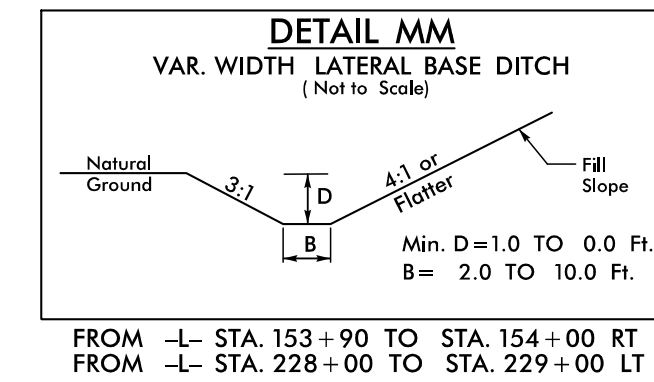 DETAIL MM
VAR. WIDTH LATERAL BASE DITCH
( Not to Scale)
Natural
Ground
3:1
D
4:1 or
Flatter
Fill
Slope
B
Min. D=1.0 TO 0.0 Ft.
B= 2.0 TO 10.0 Ft.
FROM -L- STA. 153+90 TO STA. 154+00 RT
FROM -L- STA. 228+00 TO STA. 229+00 LT